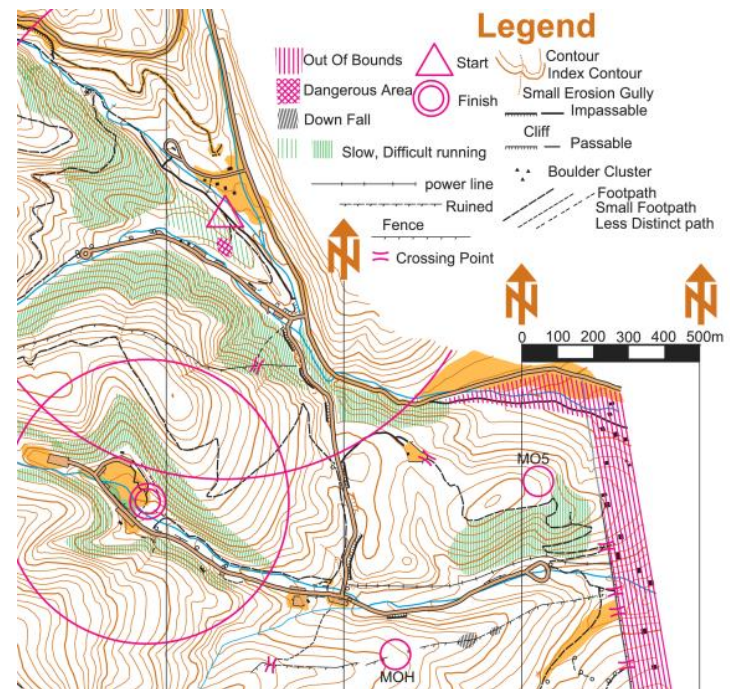 Legend
Out Of Bounds
Dangerous Area
Down Fall
Slow, Difficult running
power line
Ruined
Fence
Crossing Point
Start
Finish
Contour
Index Contour
Small Erosion Gully
Impassable
Cliff
Passable
Boulder Cluster
Footpath
Small Footpath
Less Distinct path
N
N
N
0 100 200 300 500m
MO5
MOH